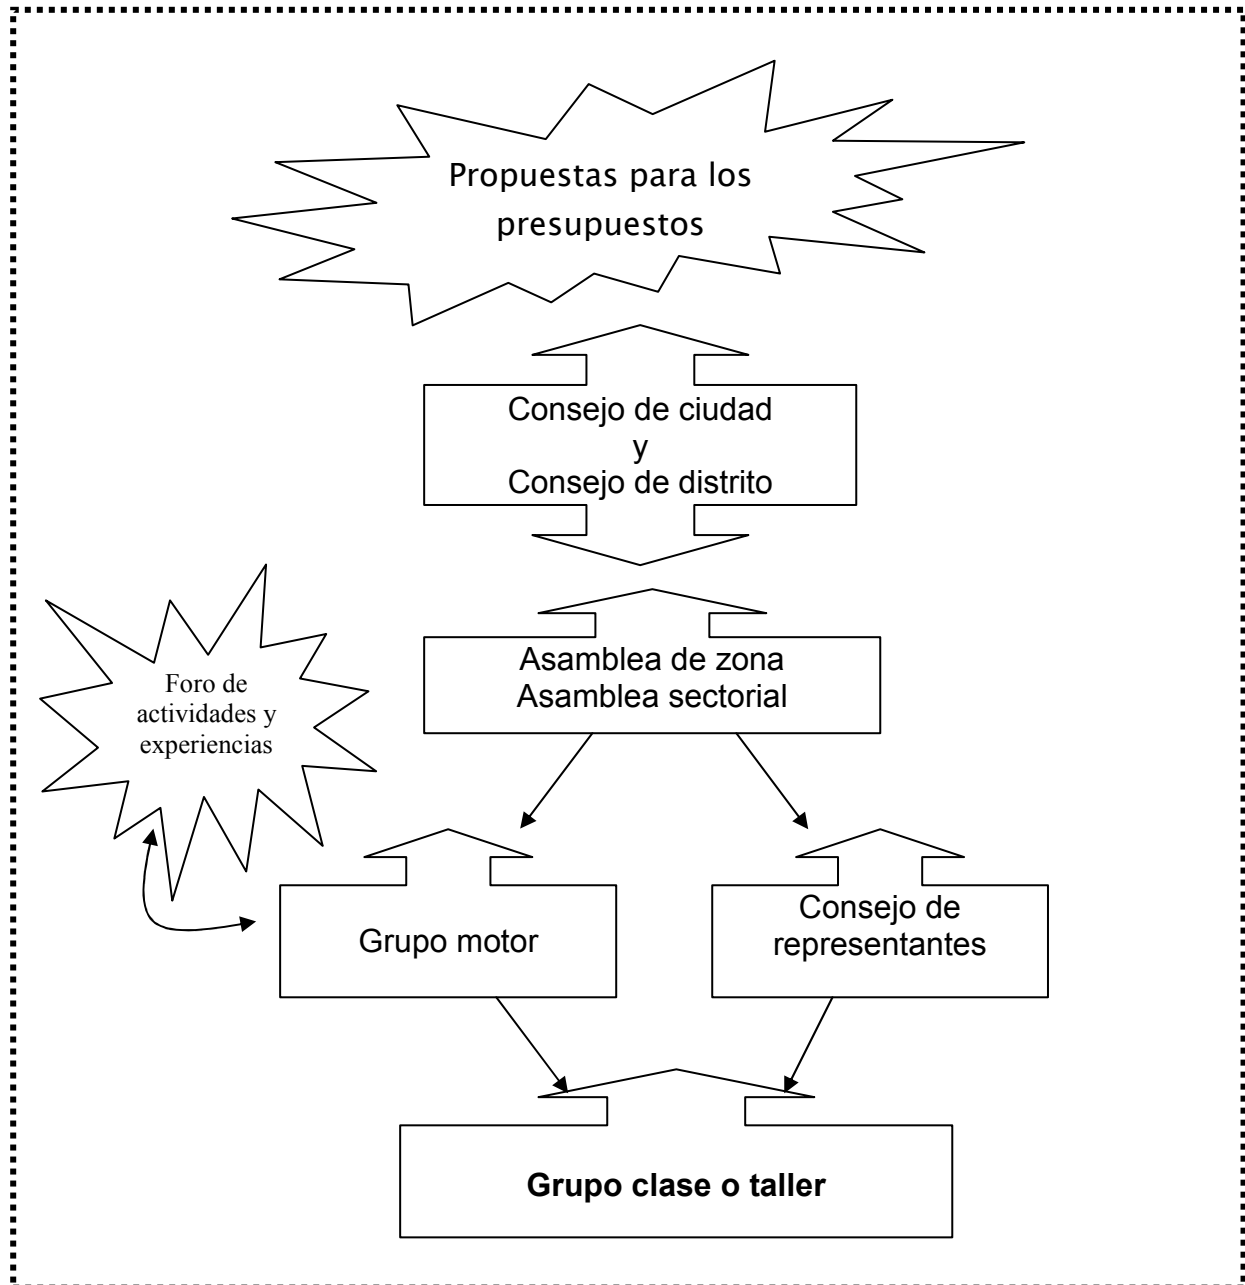 Propuestas para los
presupuestos
Consejo de ciudad
y
Consejo de distrito
Asamblea de zona
Asamblea sectorial
Foro de
actividades y
experiencias
Grupo motor
Consejo de
representantes
Grupo clase o taller